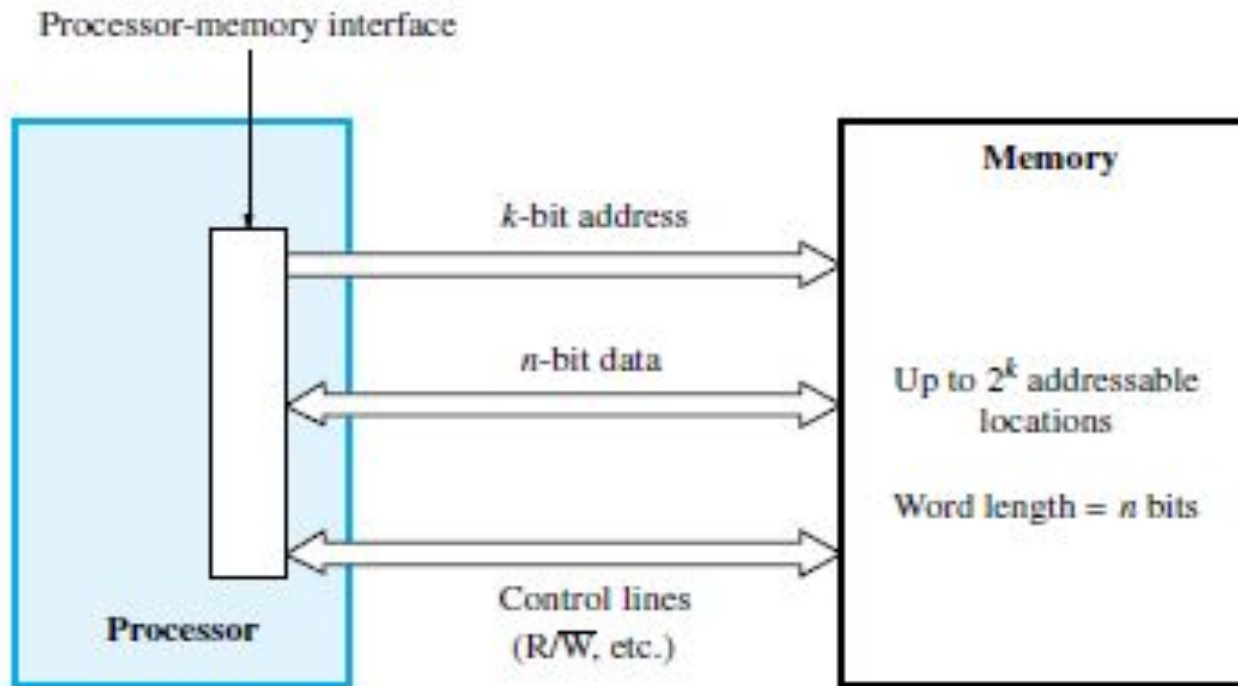 Processor-memory interface
Memory
k-bit address
n-bit data
Up to 2^k addressable
locations
Word length = n bits
Control lines
(R/W̅, etc.)
Processor